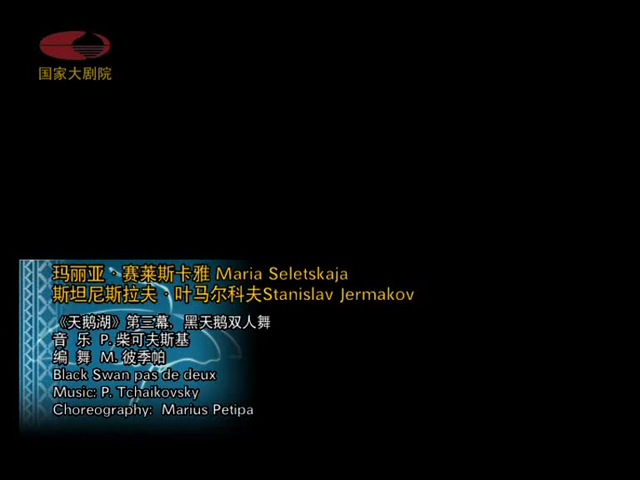 国家大剧院
玛丽亚·赛莱斯卡雅 Maria Seletskaja
斯坦尼斯拉夫·叶马尔科夫Stanislav Jermakov
《天鹅湖》第三幕，黑天鹅双人舞
音 乐 P. 柴可夫斯基
编 舞 M. 彼季帕
Black Swan pas de deux
Music: P. Tchaikovsky
Choreography: Marius Petipa